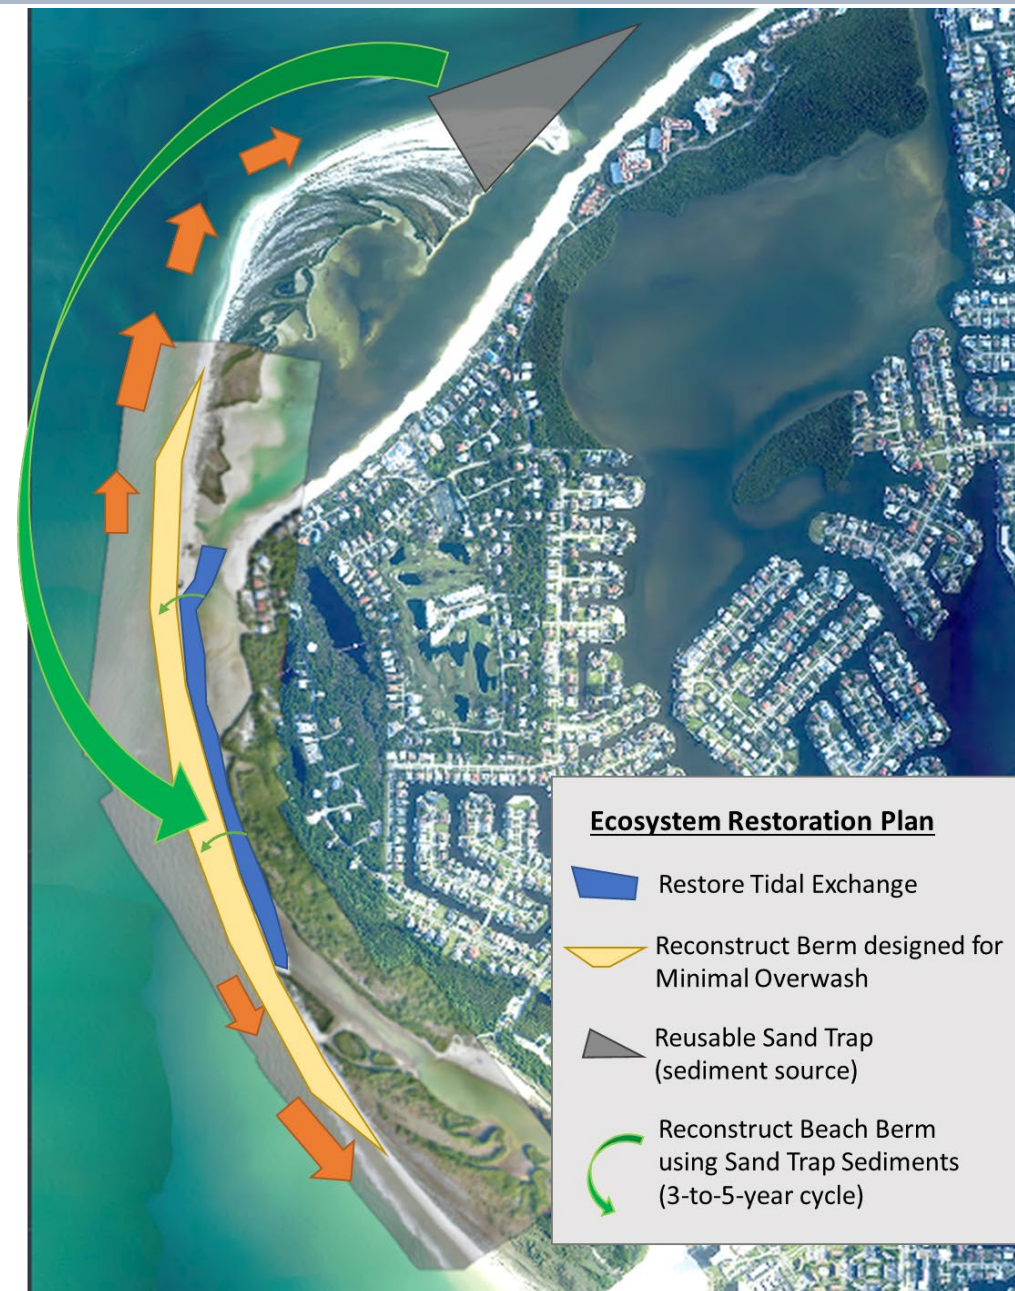 Ecosystem Restoration Plan
Restore Tidal Exchange
Reconstruct Berm designed for
Minimal Overwash
Reusable Sand Trap
(sediment source)
Reconstruct Beach Berm
using Sand Trap Sediments
(3-to-5-year cycle)